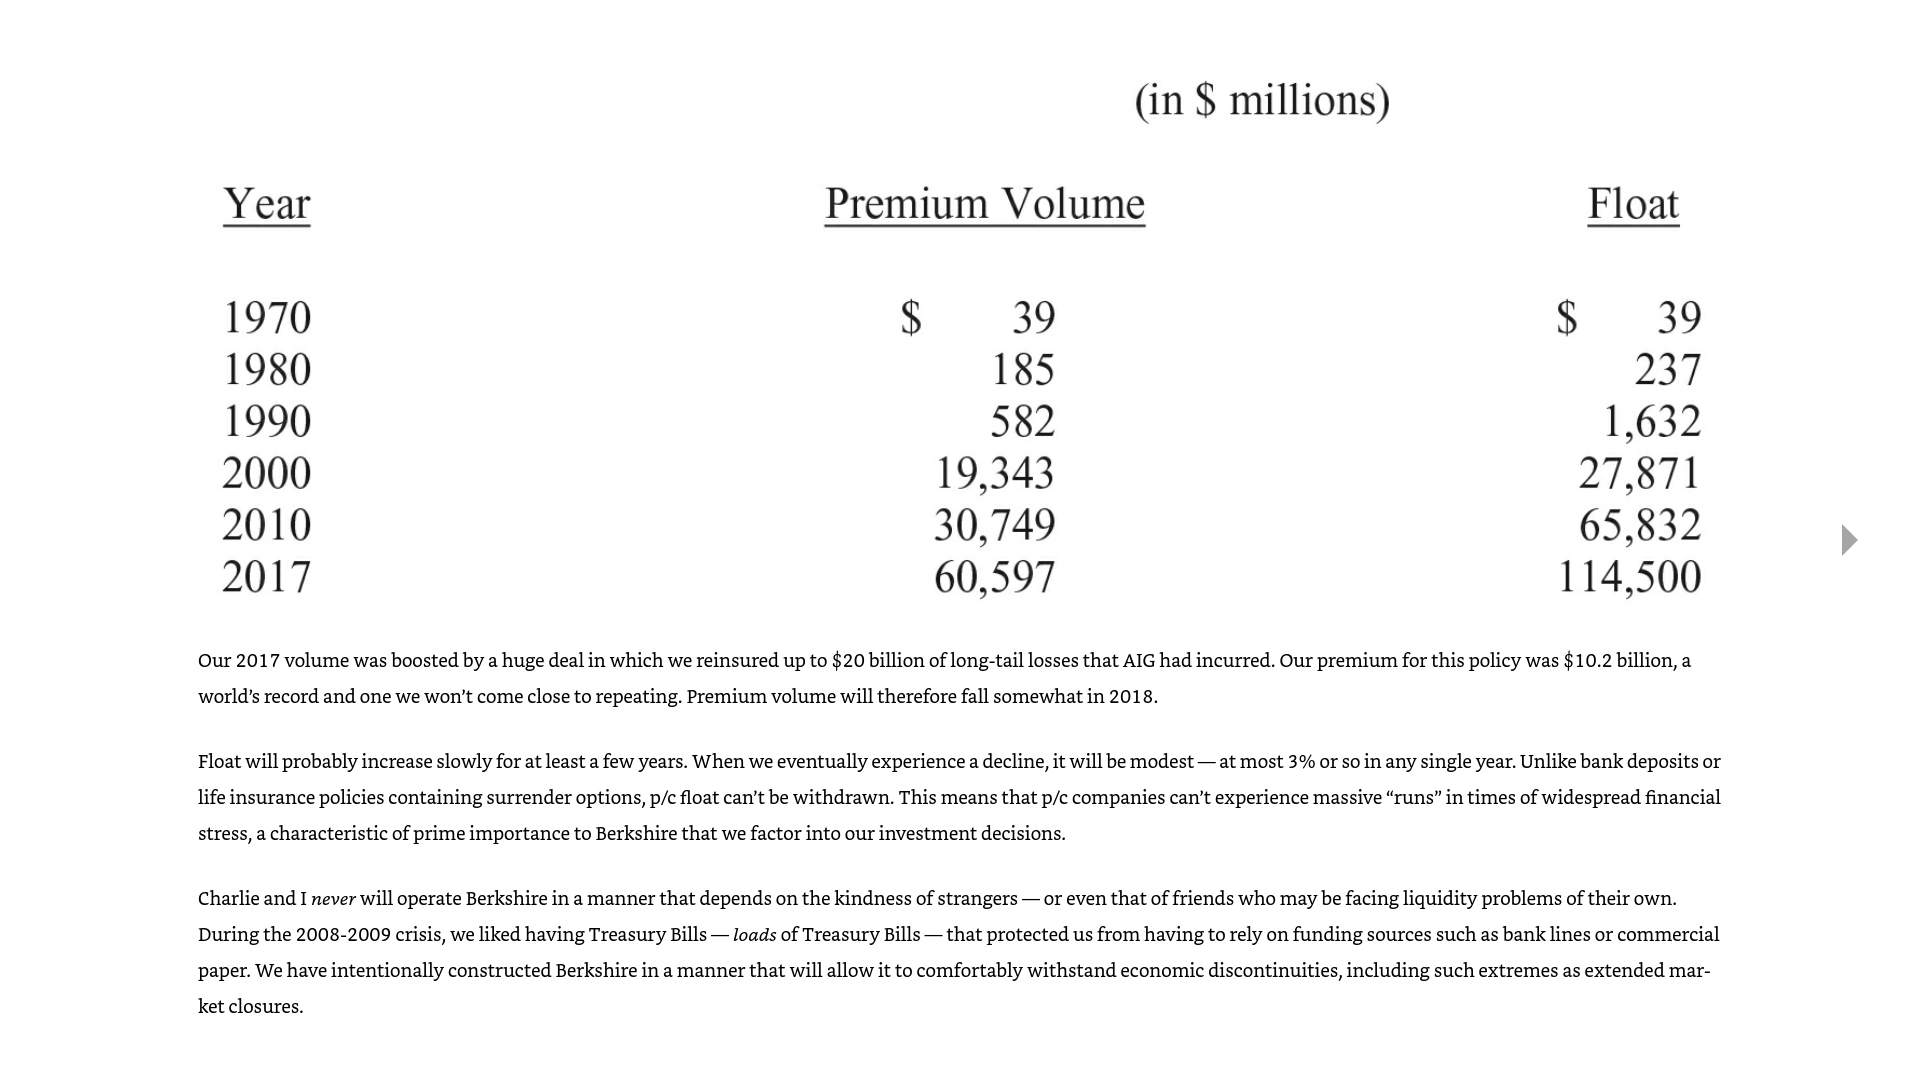 (in $ millions)
Year Premium Volume Float
1970 $ 39 $ 39
1980 185 237
1990 582 1,632
2000 19,343 27,871
2010 30,749 65,832
2017 60,597 114,500
Our 2017 volume was boosted by a huge deal in which we reinsured up to $20 billion of long-tail losses that AIG had incurred. Our premium for this policy was $10.2 billion, a
world’s record and one we won’t come close to repeating. Premium volume will therefore fall somewhat in 2018.
Float will probably increase slowly for at least a few years. When we eventually experience a decline, it will be modest — at most 3% or so in any single year. Unlike bank deposits or
life insurance policies containing surrender options, p/c float can’t be withdrawn. This means that p/c companies can’t experience massive “runs” in times of widespread financial
stress, a characteristic of prime importance to Berkshire that we factor into our investment decisions.
Charlie and I never will operate Berkshire in a manner that depends on the kindness of strangers — or even that of friends who may be facing liquidity problems of their own.
During the 2008-2009 crisis, we liked having Treasury Bills — loads of Treasury Bills — that protected us from having to rely on funding sources such as bank lines or commercial
paper. We have intentionally constructed Berkshire in a manner that will allow it to comfortably withstand economic discontinuities, including such extremes as extended mar-
ket closures.